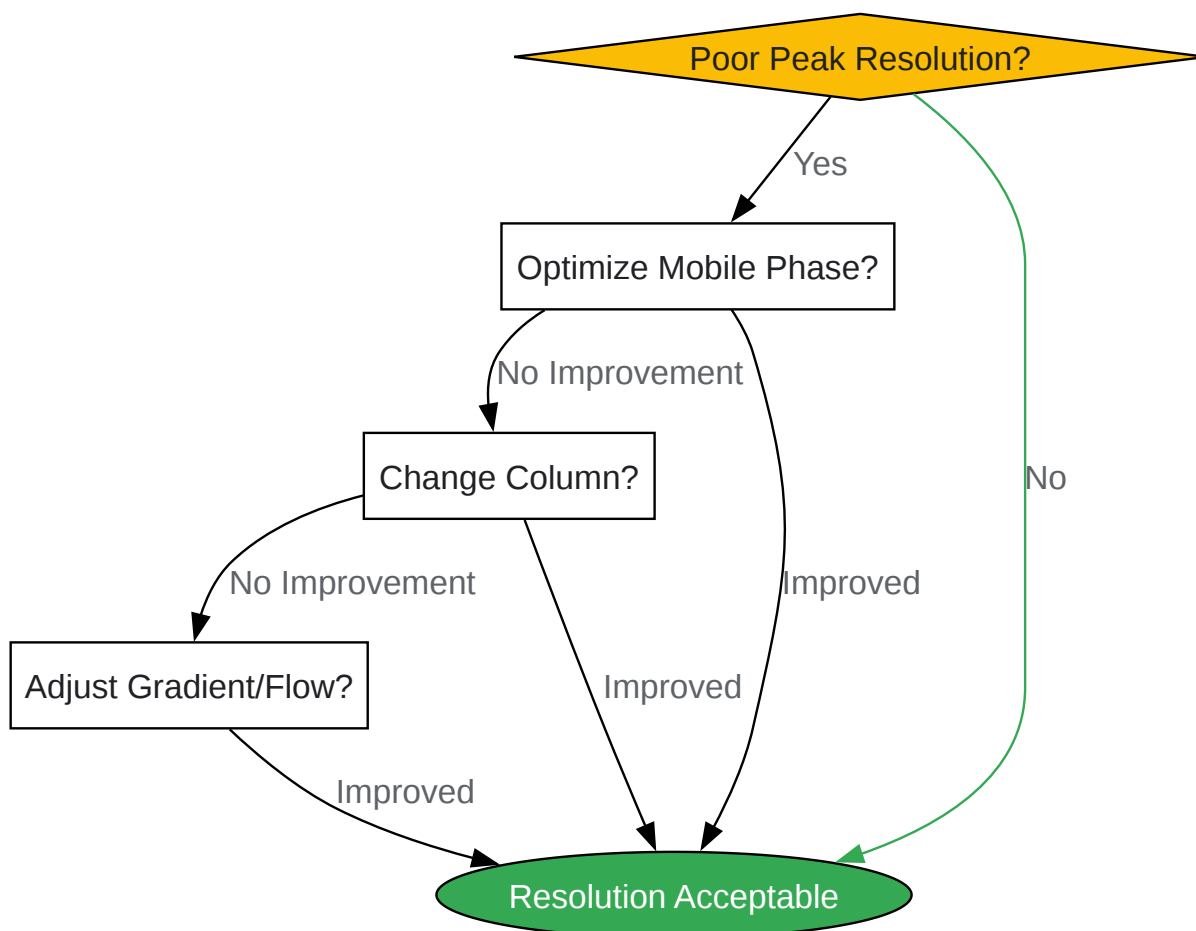 Poor Peak Resolution?
Yes
Optimize Mobile Phase?
No Improvement
Change Column?
No
No Improvement
Improved
Adjust Gradient/Flow?
Improved
Improved
Resolution Acceptable